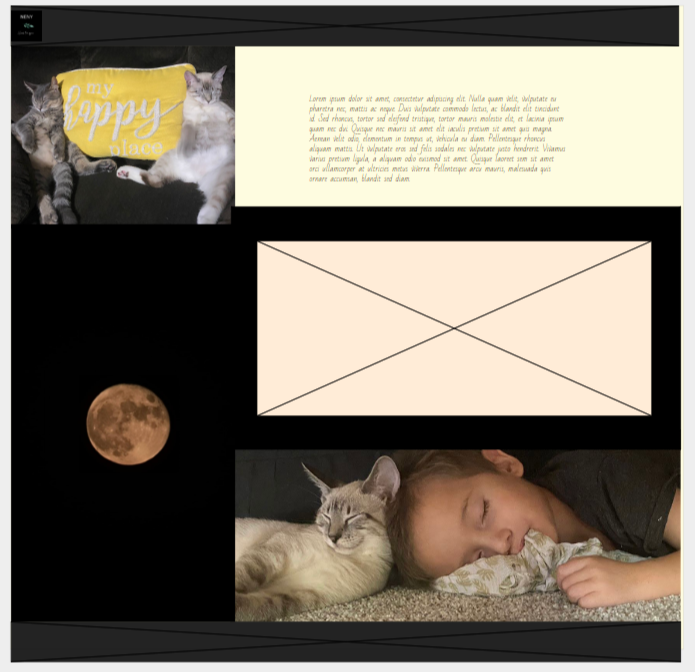 my
happy
place
Lorem ipsum dolor sit amet, consectetur adipiscing elit. Nulla quam velit, vulputate eu
pharetra nec, mattis ac neque. Duis vulputate commodo lectus, ac blandit elit tincidunt
id. Sed rhoncus, tortor sed eleifend tristique, tortor mauris molestie elit, et lacinia ipsum
quam nec dui. Quisque nec mauris sit amet elit iaculis pretium sit amet quis magna.
Aenean velit odio, elementum in tempus ut, vehicula eu diam. Pellentesque rhoncus
aliquam mattis. Ut vulputate eros sed felis sodales nec vulputate justo hendrerit. Vivamus
varius pretium ligula, a aliquam odio euismod sit amet. Quisque laoreet sem sit amet
orci ullamcorper at ultricies metus viverra. Pellentesque arcu mauris, malesuada quis
ornare accumsan, blandit sed diam.